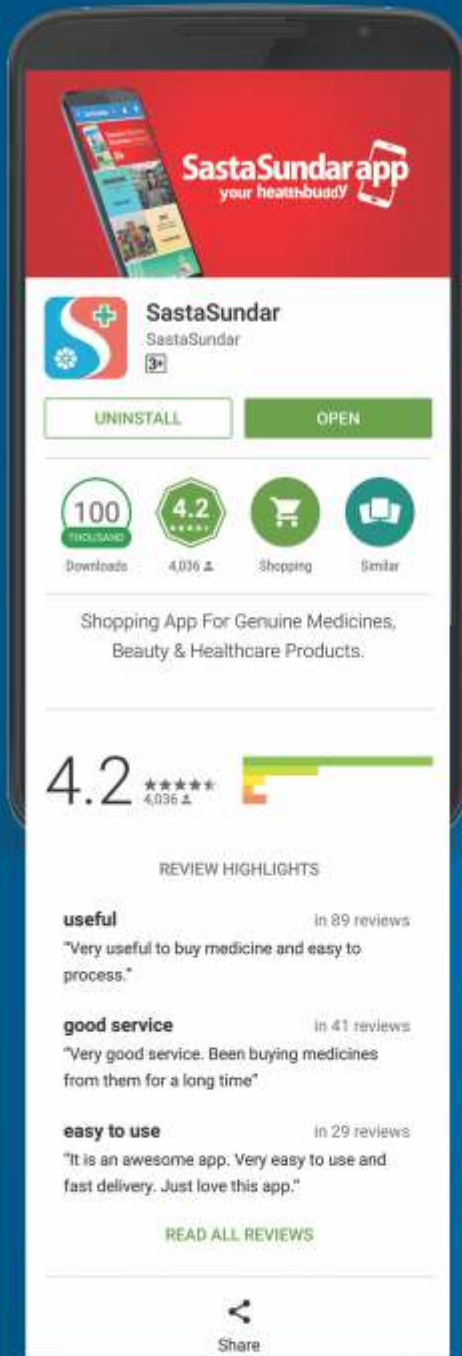 SastaSundar app
your healthbuddy
SastaSundar
SastaSundar
3+
UNINSTALL
OPEN
100
THOUSAND
Downloads
4.2
4,036
Shopping
Similar
Shopping App For Genuine Medicines,
Beauty & Healthcare Products.
4.2
4,036
REVIEW HIGHLIGHTS
useful
in 89 reviews
"Very useful to buy medicine and easy to
process."
good service
in 41 reviews
"Very good service. Been buying medicines
from them for a long time"
easy to use
in 29 reviews
"It is an awesome app. Very easy to use and
fast delivery. Just love this app."
READ ALL REVIEWS
Share